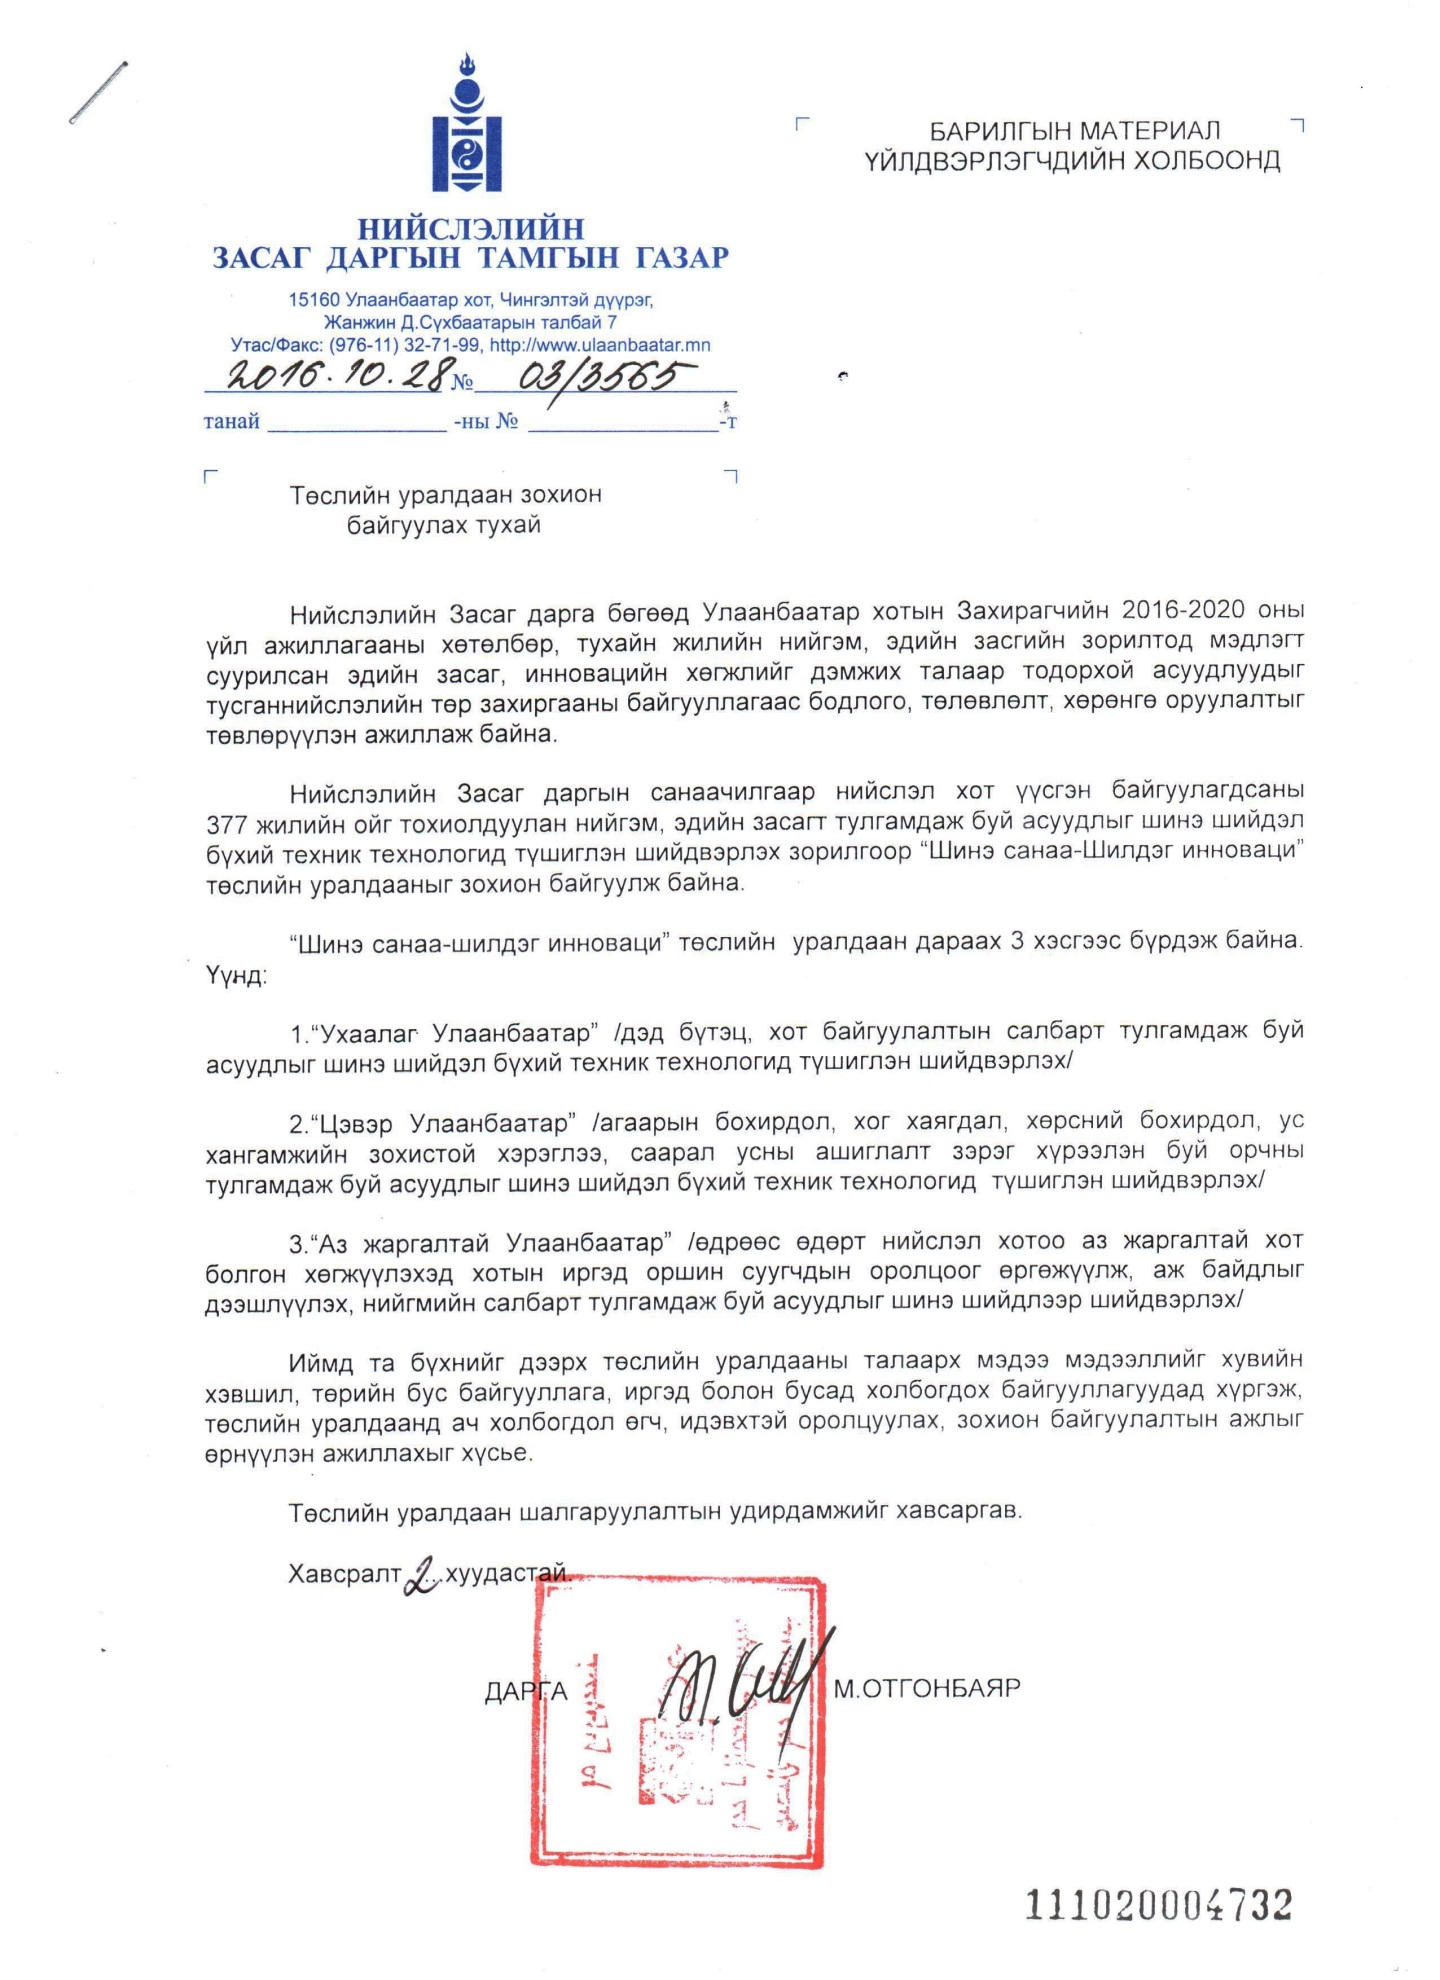 БАРИЛГЫН МАТЕРИАЛ
ҮЙЛДВЭРЛЭГЧДИЙН ХОЛБООНД
НИЙСЛЭЛИЙН
ЗАСАГ ДАРГЫН ТАМГЫН ГАЗАР
15160 Улаанбаатар хот, Чингэлтэй дүүрэг,
Жанжин Д.Сүхбаатарын талбай 7
Утас/Факс: (976-11) 32-71-99, http://www.ulaanbaatar.mn
2016.10.28 № 03/3565
танай ________ -ны № ________-т
Төслийн уралдаан зохион
байгуулах тухай
Нийслэлийн Засаг дарга бөгөөд Улаанбаатар хотын Захирагчийн 2016-2020 оны
үйл ажиллагааны хөтөлбөр, тухайн жилийн нийгэм, эдийн засгийн зорилтод мэдлэгт
суурилсан эдийн засаг, инновацийн хөгжлийг дэмжих талаар тодорхой асуудлуудыг
тусганнийслэлийн төр захиргааны байгууллагаас бодлого, төлөвлөлт, хөрөнгө оруулалтыг
төвлөрүүлэн ажиллаж байна.
Нийслэлийн Засаг даргын санаачилгаар нийслэл хот үүсгэн байгуулагдсаны
377 жилийн ойг тохиолдуулан нийгэм, эдийн засагт тулгамдаж буй асуудлыг шинэ шийдэл
бүхий техник технологид түшиглэн шийдвэрлэх зорилгоор “Шинэ санаа-Шилдэг инноваци”
төслийн уралдааныг зохион байгуулж байна.
“Шинэ санаа-шилдэг инноваци” төслийн уралдаан дараах 3 хэсгээс бүрдэж байна.
Үүнд:
1.“Ухаалаг Улаанбаатар” /дэд бүтэц, хот байгуулалтын салбарт тулгамдаж буй
асуудлыг шинэ шийдэл бүхий техник технологид түшиглэн шийдвэрлэх/
2.“Цэвэр Улаанбаатар” /агаарын бохирдол, хог хаягдал, хөрсний бохирдол, ус
хангамжийн зохистой хэрэглээ, саарал усны ашиглалт зэрэг хүрээлэн буй орчны
тулгамдаж буй асуудлыг шинэ шийдэл бүхий техник технологид түшиглэн шийдвэрлэх/
3.“Аз жаргалтай Улаанбаатар” /өдрөөс өдөрт нийслэл хотоо аз жаргалтай хот
болгон хөгжүүлэхэд хотын иргэд оршин суугчдын оролцоог өргөжүүлж, аж байдлыг
дээшлүүлэх, нийгмийн салбарт тулгамдаж буй асуудлыг шинэ шийдлээр шийдвэрлэх/
Иймд та бүхнийг дээрх төслийн уралдааны талаарх мэдээ мэдээллийг хувийн
хэвшил, төрийн бус байгууллага, иргэд болон бусад холбогдох байгууллагуудад хүргэж,
төслийн уралдаанд ач холбогдол өгч, идэвхтэй оролцуулах, зохион байгуулалтын ажлыг
өрнүүлэн ажиллахыг хүсье.
Төслийн уралдаан шалгаруулалтын удирдамжийг хавсаргав.
Хавсралт 2 хуудастай.
ДАРГА М.ОТГОНБАЯР
111020004732